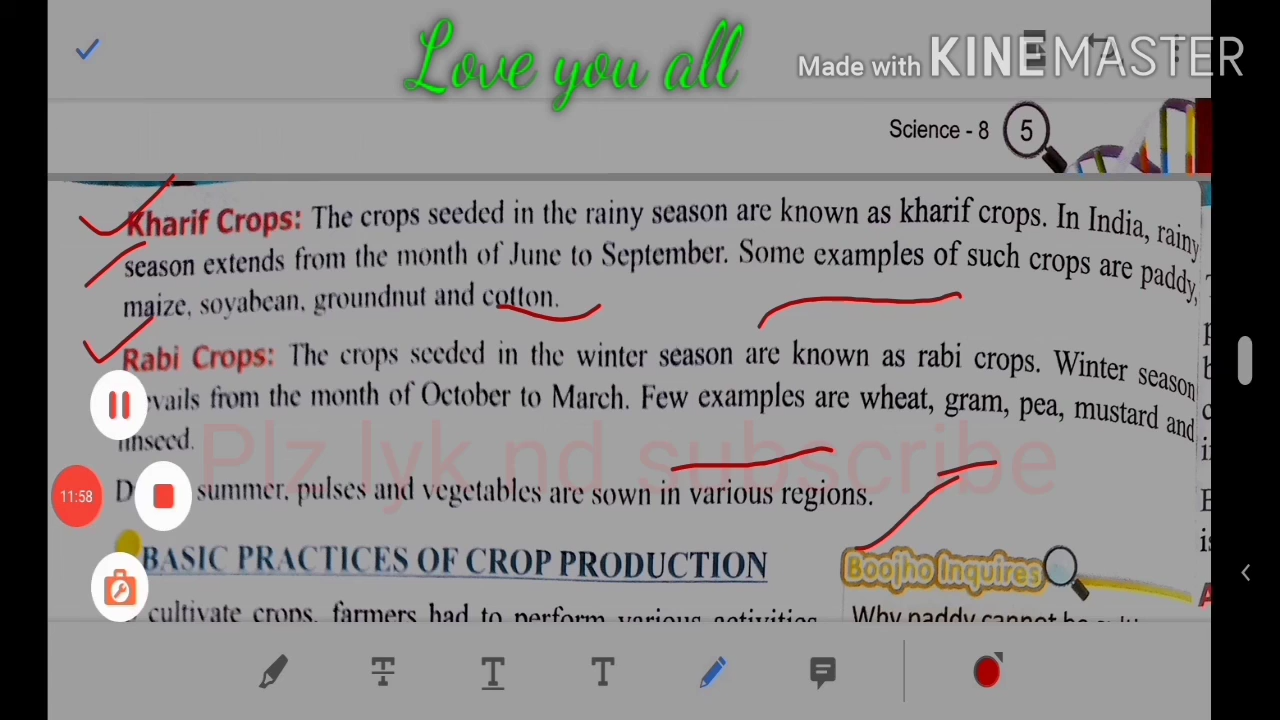 Love you all
Made with KINEMASTER
Science - 8 5
Kharif Crops: The crops seeded in the rainy season are known as kharif crops. In India, rainy
season extends from the month of June to September. Some examples of such crops are paddy,
maize, soyabean, groundnut and cotton.
Rabi Crops: The crops seeded in the winter season are known as rabi crops. Winter season
vails from the month of October to March. Few examples are wheat, gram, pea, mustard and
linseed.
Plz lyk nd subscribe
11:58
D summer, pulses and vegetables are sown in various regions.
BASIC PRACTICES OF CROP PRODUCTION
Boojho Inquires
cultivate crops, farmers had to perform various activities
Why paddy cannot be
T T T